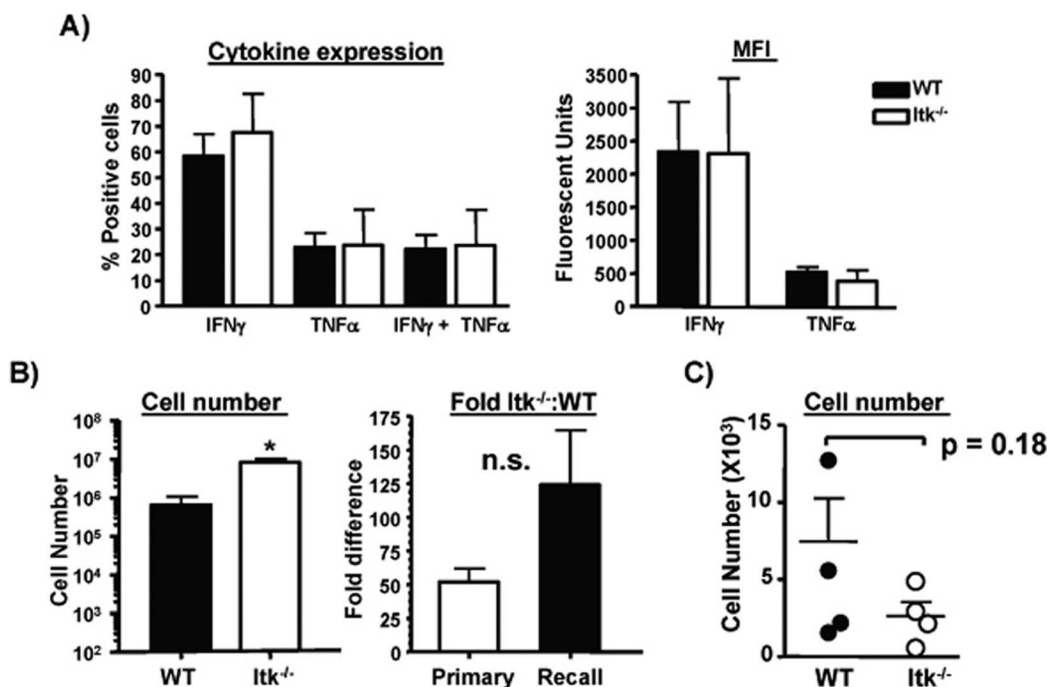 A)
Cytokine expression
% Positive cells
90
80
70
60
50
40
30
20
10
0
IFNγ TNFα IFNγ + TNFα
MFI
Fluorescent Units
3500
3000
2500
2000
1500
1000
500
0
IFNγ TNFα
WT
Itk-/-
B)
Cell number
Cell Number
10⁸
10⁷
10⁶
10⁵
10⁴
10³
10²
*
WT Itk-/-
Fold Itk-/-:WT
Fold difference
175
150
125
100
75
50
25
0
n.s.
Primary Recall
C)
Cell number
Cell Number (X10³)
15
10
5
0
p = 0.18
WT Itk-/-